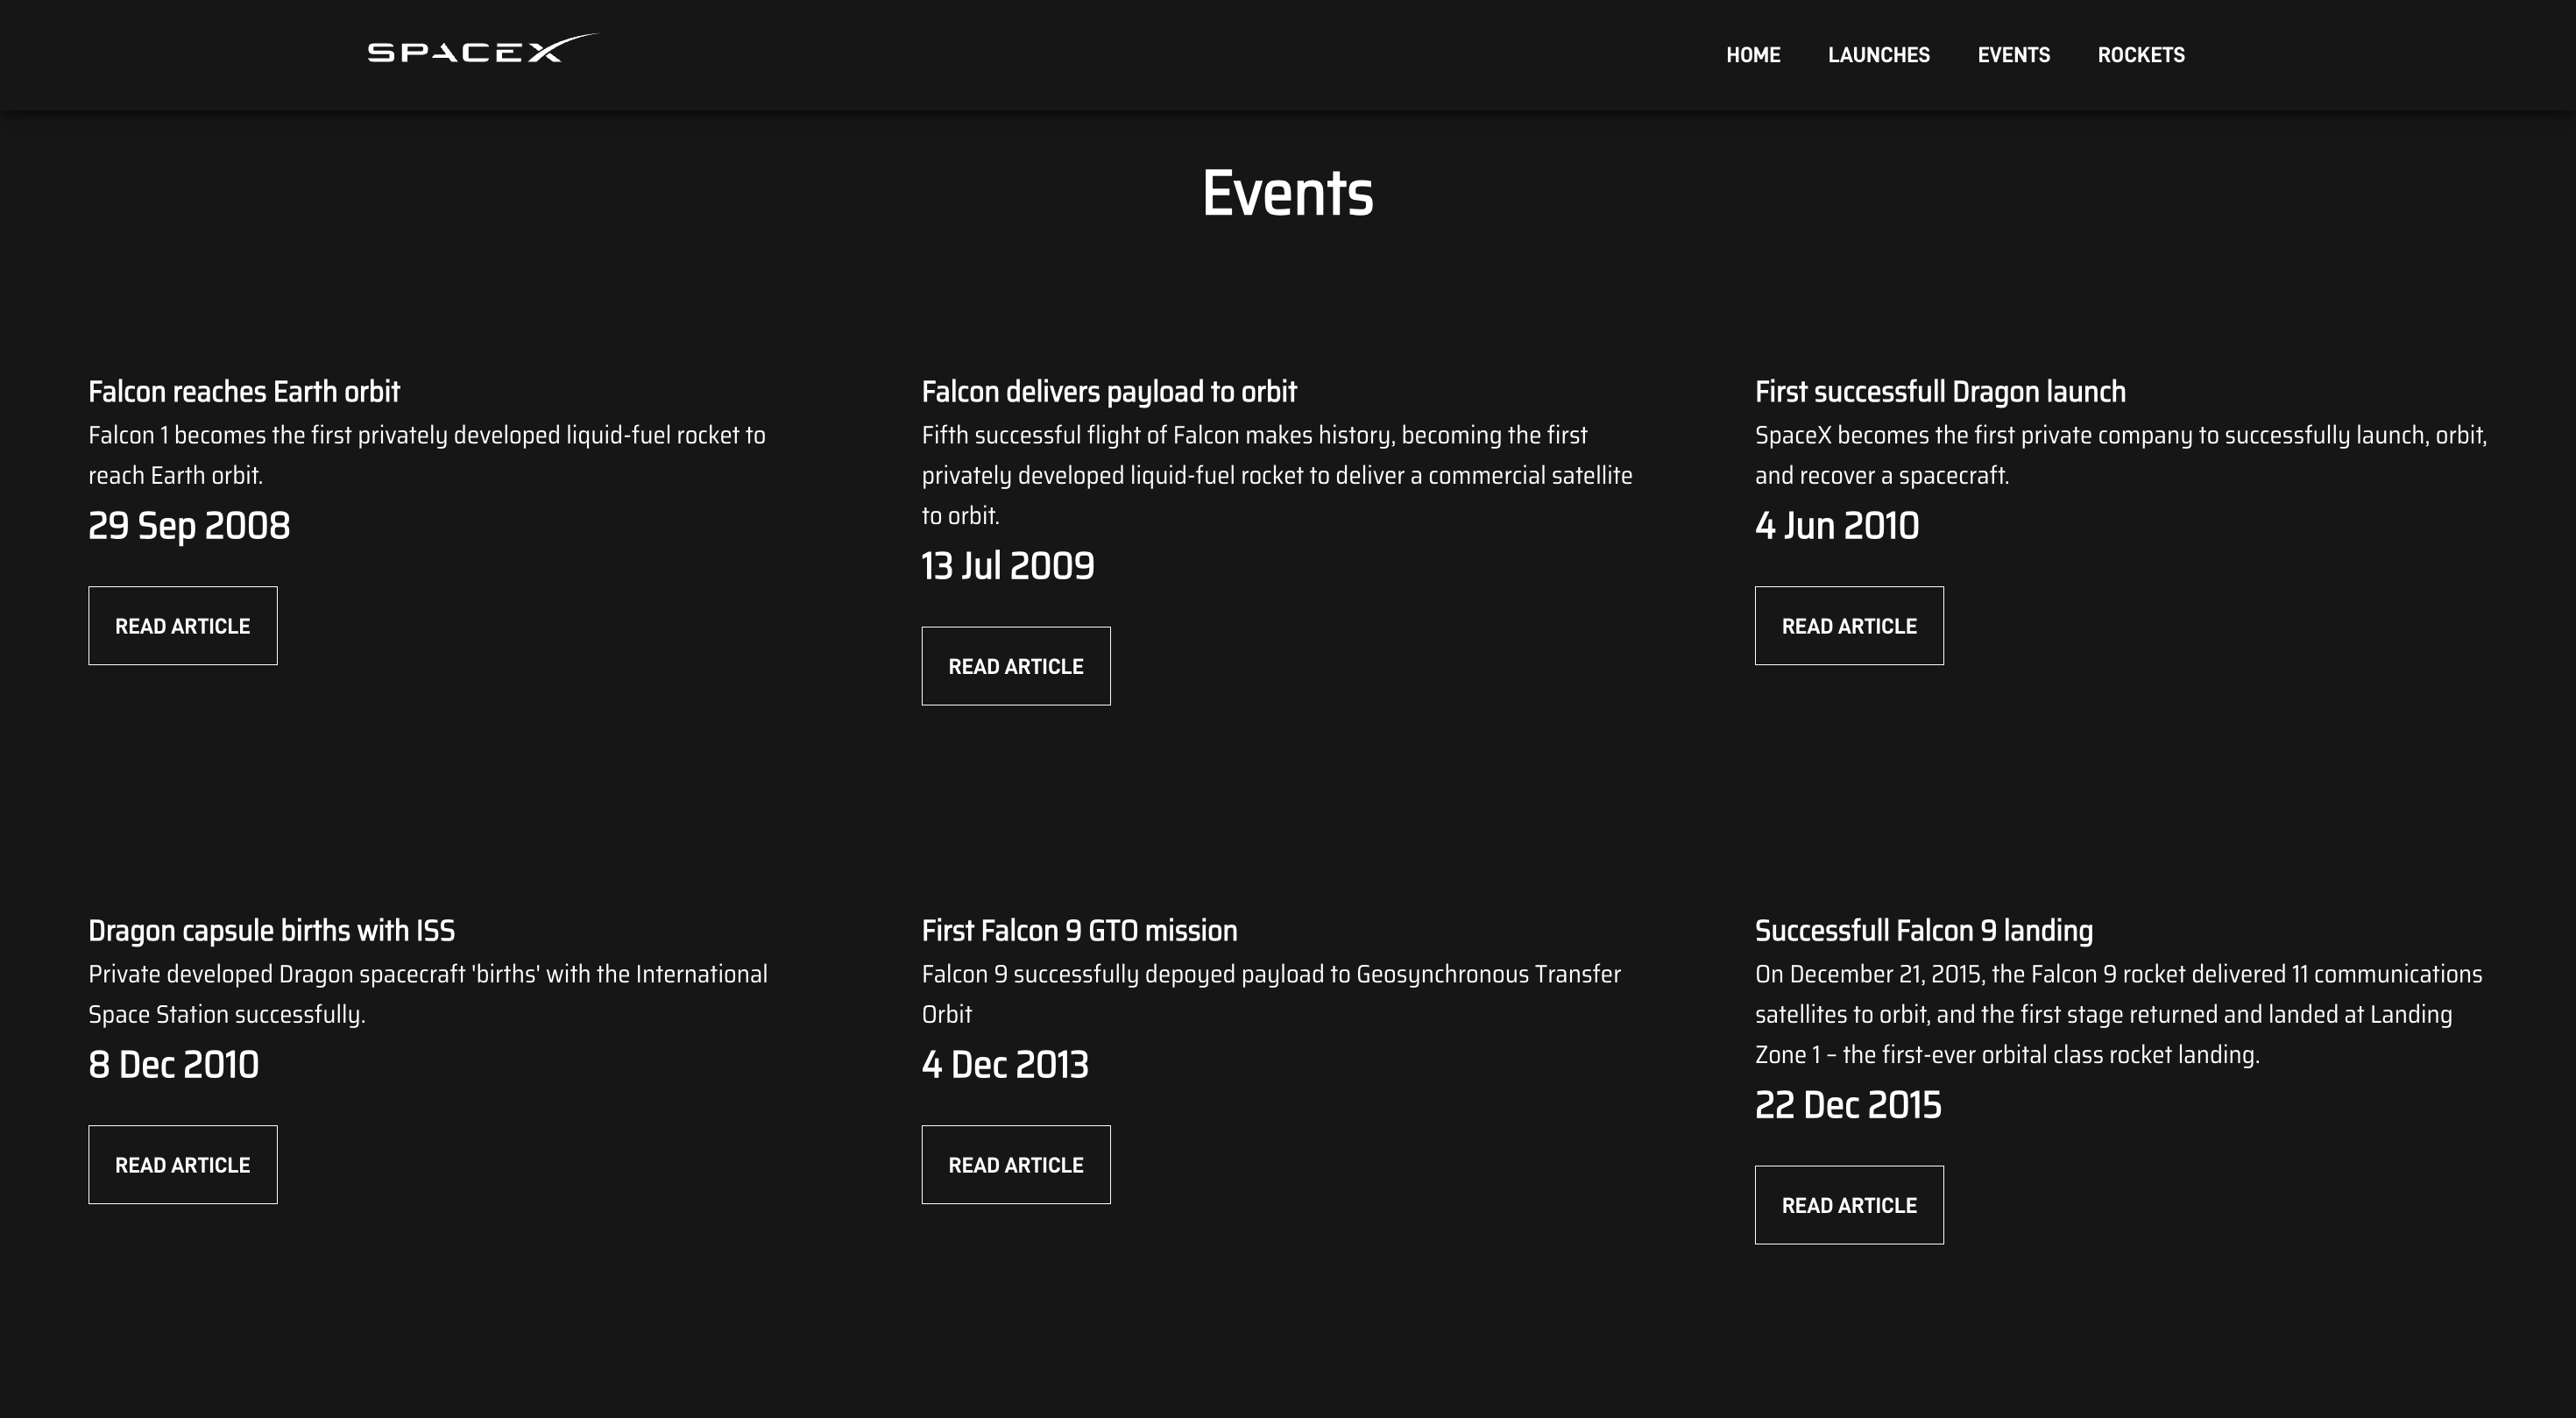 SPACEX
HOME LAUNCHES EVENTS ROCKETS
Events
Falcon reaches Earth orbit
Falcon 1 becomes the first privately developed liquid-fuel rocket to
reach Earth orbit.
29 Sep 2008
READ ARTICLE
Falcon delivers payload to orbit
Fifth successful flight of Falcon makes history, becoming the first
privately developed liquid-fuel rocket to deliver a commercial satellite
to orbit.
13 Jul 2009
READ ARTICLE
First successfull Dragon launch
SpaceX becomes the first private company to successfully launch, orbit,
and recover a spacecraft.
4 Jun 2010
READ ARTICLE
Dragon capsule births with ISS
Private developed Dragon spacecraft 'births' with the International
Space Station successfully.
8 Dec 2010
READ ARTICLE
First Falcon 9 GTO mission
Falcon 9 successfully depoyed payload to Geosynchronous Transfer
Orbit
4 Dec 2013
READ ARTICLE
Successfull Falcon 9 landing
On December 21, 2015, the Falcon 9 rocket delivered 11 communications
satellites to orbit, and the first stage returned and landed at Landing
Zone 1 – the first-ever orbital class rocket landing.
22 Dec 2015
READ ARTICLE